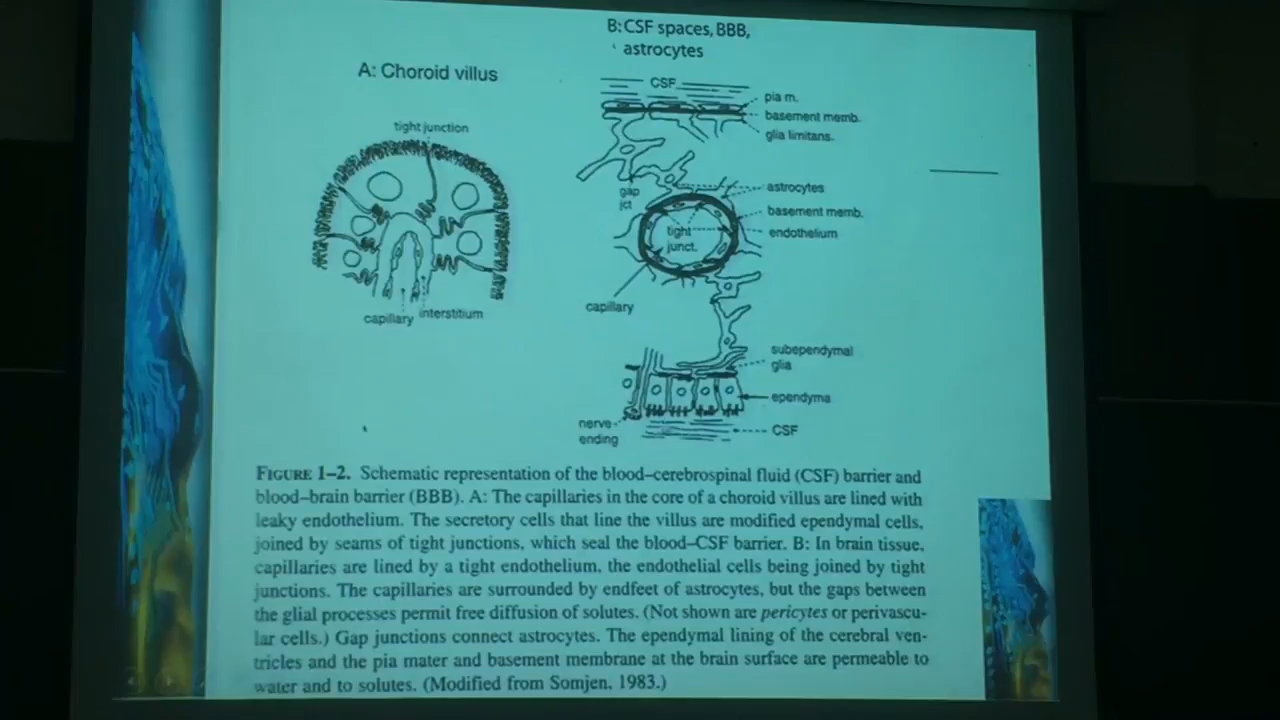 B: CSF spaces, BBB,
astrocytes
A: Choroid villus
tight junction
capillary
interstitium
CSF
pia m.
basement memb.
glia limitans.
gap
jct
astrocytes
basement memb.
endothelium
tight
junct.
capillary
subependymal
glia
ependyma
nerve
ending
CSF
FIGURE 1–2. Schematic representation of the blood–cerebrospinal fluid (CSF) barrier and
blood–brain barrier (BBB). A: The capillaries in the core of a choroid villus are lined with
leaky endothelium. The secretory cells that line the villus are modified ependymal cells,
joined by seams of tight junctions, which seal the blood–CSF barrier. B: In brain tissue,
capillaries are lined by a tight endothelium, the endothelial cells being joined by tight
junctions. The capillaries are surrounded by endfeet of astrocytes, but the gaps between
the glial processes permit free diffusion of solutes. (Not shown are pericytes or perivascu-
lar cells.) Gap junctions connect astrocytes. The ependymal lining of the cerebral ven-
tricles and the pia mater and basement membrane at the brain surface are permeable to
water and to solutes. (Modified from Somjen, 1983.)